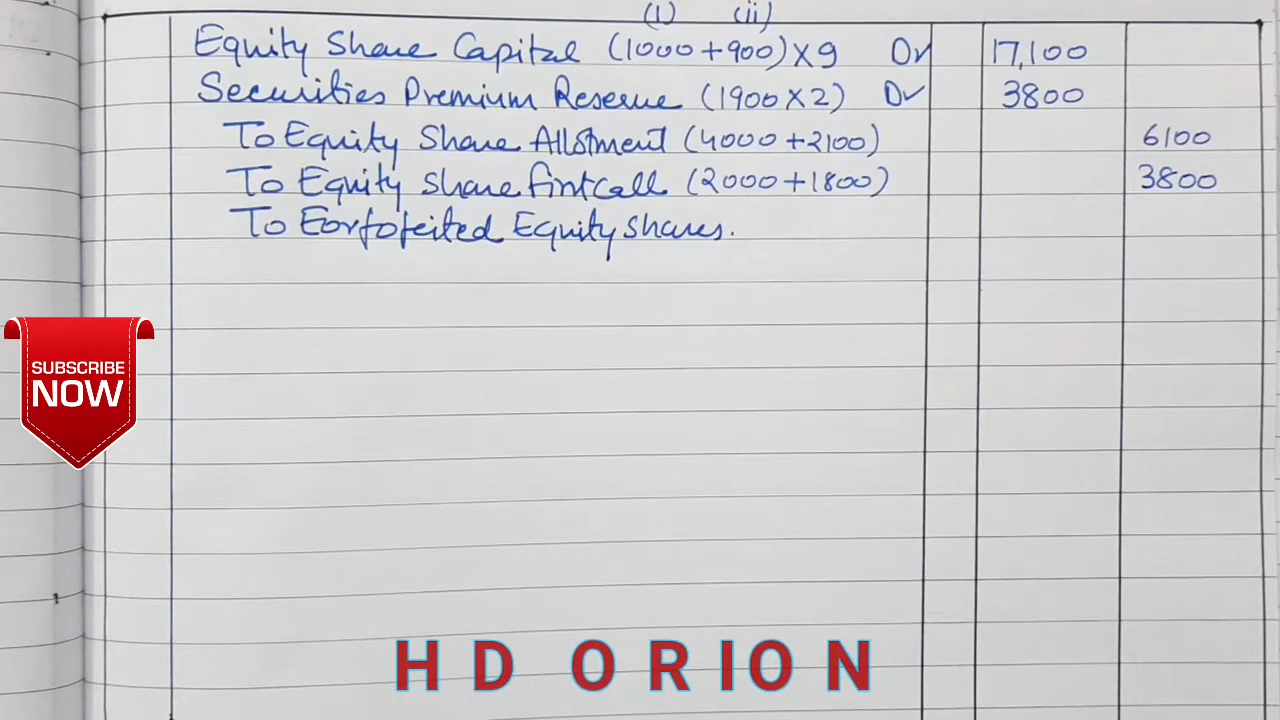 (i) (ii)
Equity Share Capital (1000+900)×9 Dr 17,100
Securities Premium Reserve (1900×2) Dr 3800
To Equity Share Allotment (4000+2100) 6100
To Equity Share first call (2000+1800) 3800
To Forfeited Equity shares.
SUBSCRIBE
NOW
HD ORION